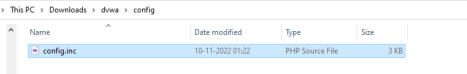 This PC > Downloads > dvwa > config
Name Date modified Type Size
config.inc 10-11-2022 01:22 PHP Source File 3 KB